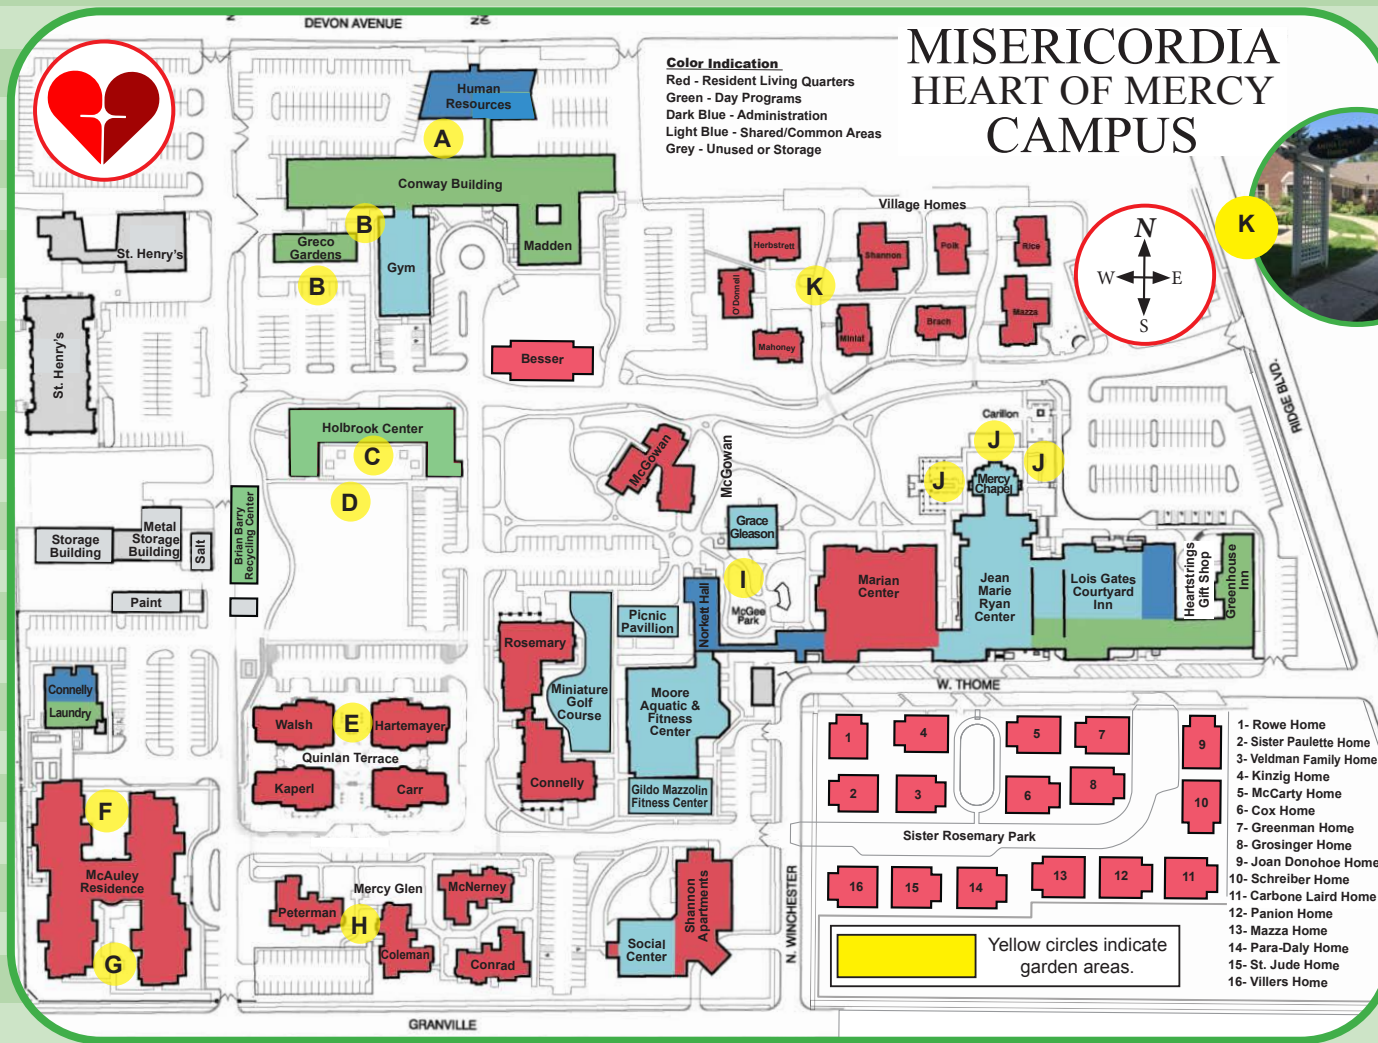 DEVON AVENUE
MISERICORDIA
HEART OF MERCY
CAMPUS
Color Indication
Red - Resident Living Quarters
Green - Day Programs
Dark Blue - Administration
Light Blue - Shared/Common Areas
Grey - Unused or Storage
Human
Resources
A
Conway Building
B
Greco
Gardens
B
Gym
Madden
St. Henry's
St. Henry's
Besser
Village Homes
Herbstrett
Shannon
Polk
Rice
O'Donnell
K
Mahoney
Miniat
Brach
Mazza
N
W
E
S
K
RIDGE BLVD.
Holbrook Center
C
D
McGowan
McGowan
Carillon
J
J
J
Mercy
Chapel
Grace
Gleason
Storage
Building
Metal
Storage
Building
Salt
Brian Barry
Recycling Center
Paint
I
McGee
Park
Norkett Hall
Picnic
Pavillion
Marian
Center
Jean
Marie
Ryan
Center
Lois Gates
Courtyard
Inn
Heartstrings
Gift Shop
Greenhouse
Inn
Rosemary
Miniature
Golf
Course
Moore
Aquatic &
Fitness
Center
Connelly
Gildo Mazzolin
Fitness Center
W. THOME
Connelly
Laundry
Walsh
E
Hartemayer
Quinlan Terrace
Kaperl
Carr
F
McAuley
Residence
G
Mercy Glen
Peterman
H
Coleman
McNerney
Conrad
Social
Center
Shannon
Apartments
N. WINCHESTER
GRANVILLE
1
4
5
7
9
2
3
6
8
10
Sister Rosemary Park
16
15
14
13
12
11
1- Rowe Home
2- Sister Paulette Home
3- Veldman Family Home
4- Kinzig Home
5- McCarty Home
6- Cox Home
7- Greenman Home
8- Grosinger Home
9- Joan Donohoe Home
10- Schreiber Home
11- Carbone Laird Home
12- Panion Home
13- Mazza Home
14- Para-Daly Home
15- St. Jude Home
16- Villers Home
Yellow circles indicate
garden areas.